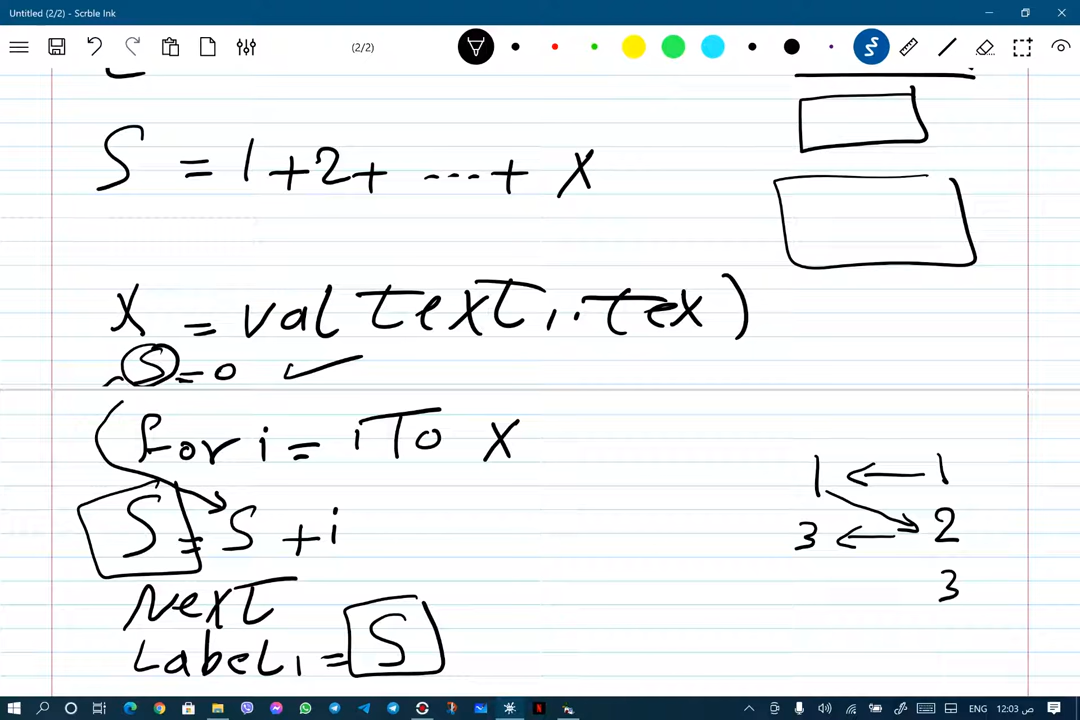 Untitled (2/2) - Scrble Ink
(2/2)
S = 1+2+ ...+ X
X = val text1.tex)
S=0
for i = 1 To X
1 ← 1
S = S + i
3 ← 2
3
Next
Label1 = S
ENG 12:03 ص